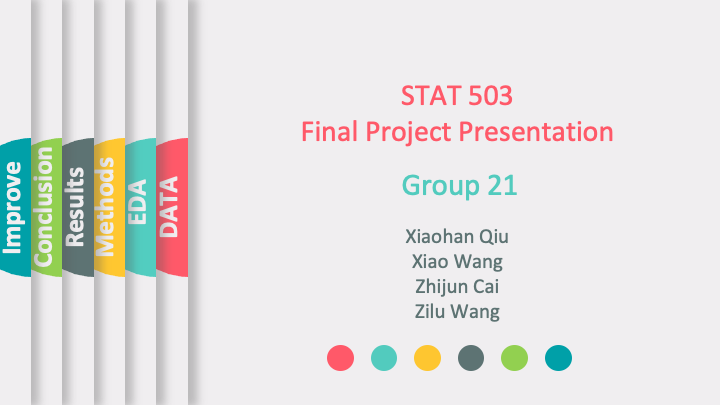 STAT 503
Final Project Presentation
Group 21
Xiaohan Qiu
Xiao Wang
Zhijun Cai
Zilu Wang
Improve
Conclusion
Results
Methods
EDA
DATA